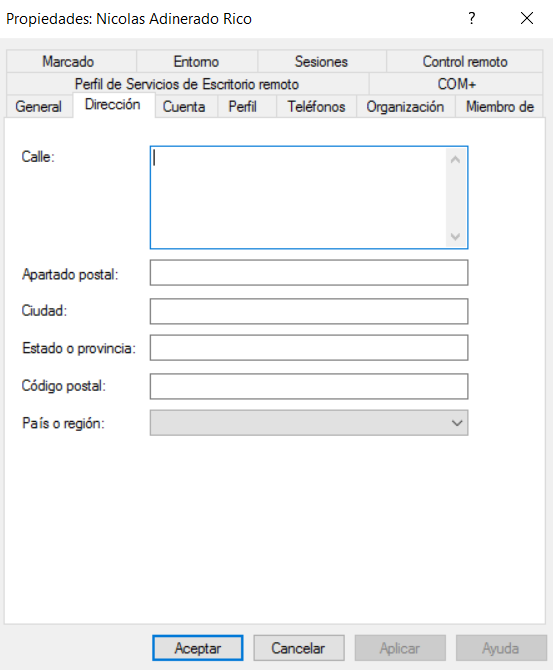 Propiedades: Nicolas Adinerado Rico ?
Marcado Entorno Sesiones Control remoto
Perfil de Servicios de Escritorio remoto COM+
General Dirección Cuenta Perfil Teléfonos Organización Miembro de
Calle:
Apartado postal:
Ciudad:
Estado o provincia:
Código postal:
País o región:
Aceptar Cancelar Aplicar Ayuda